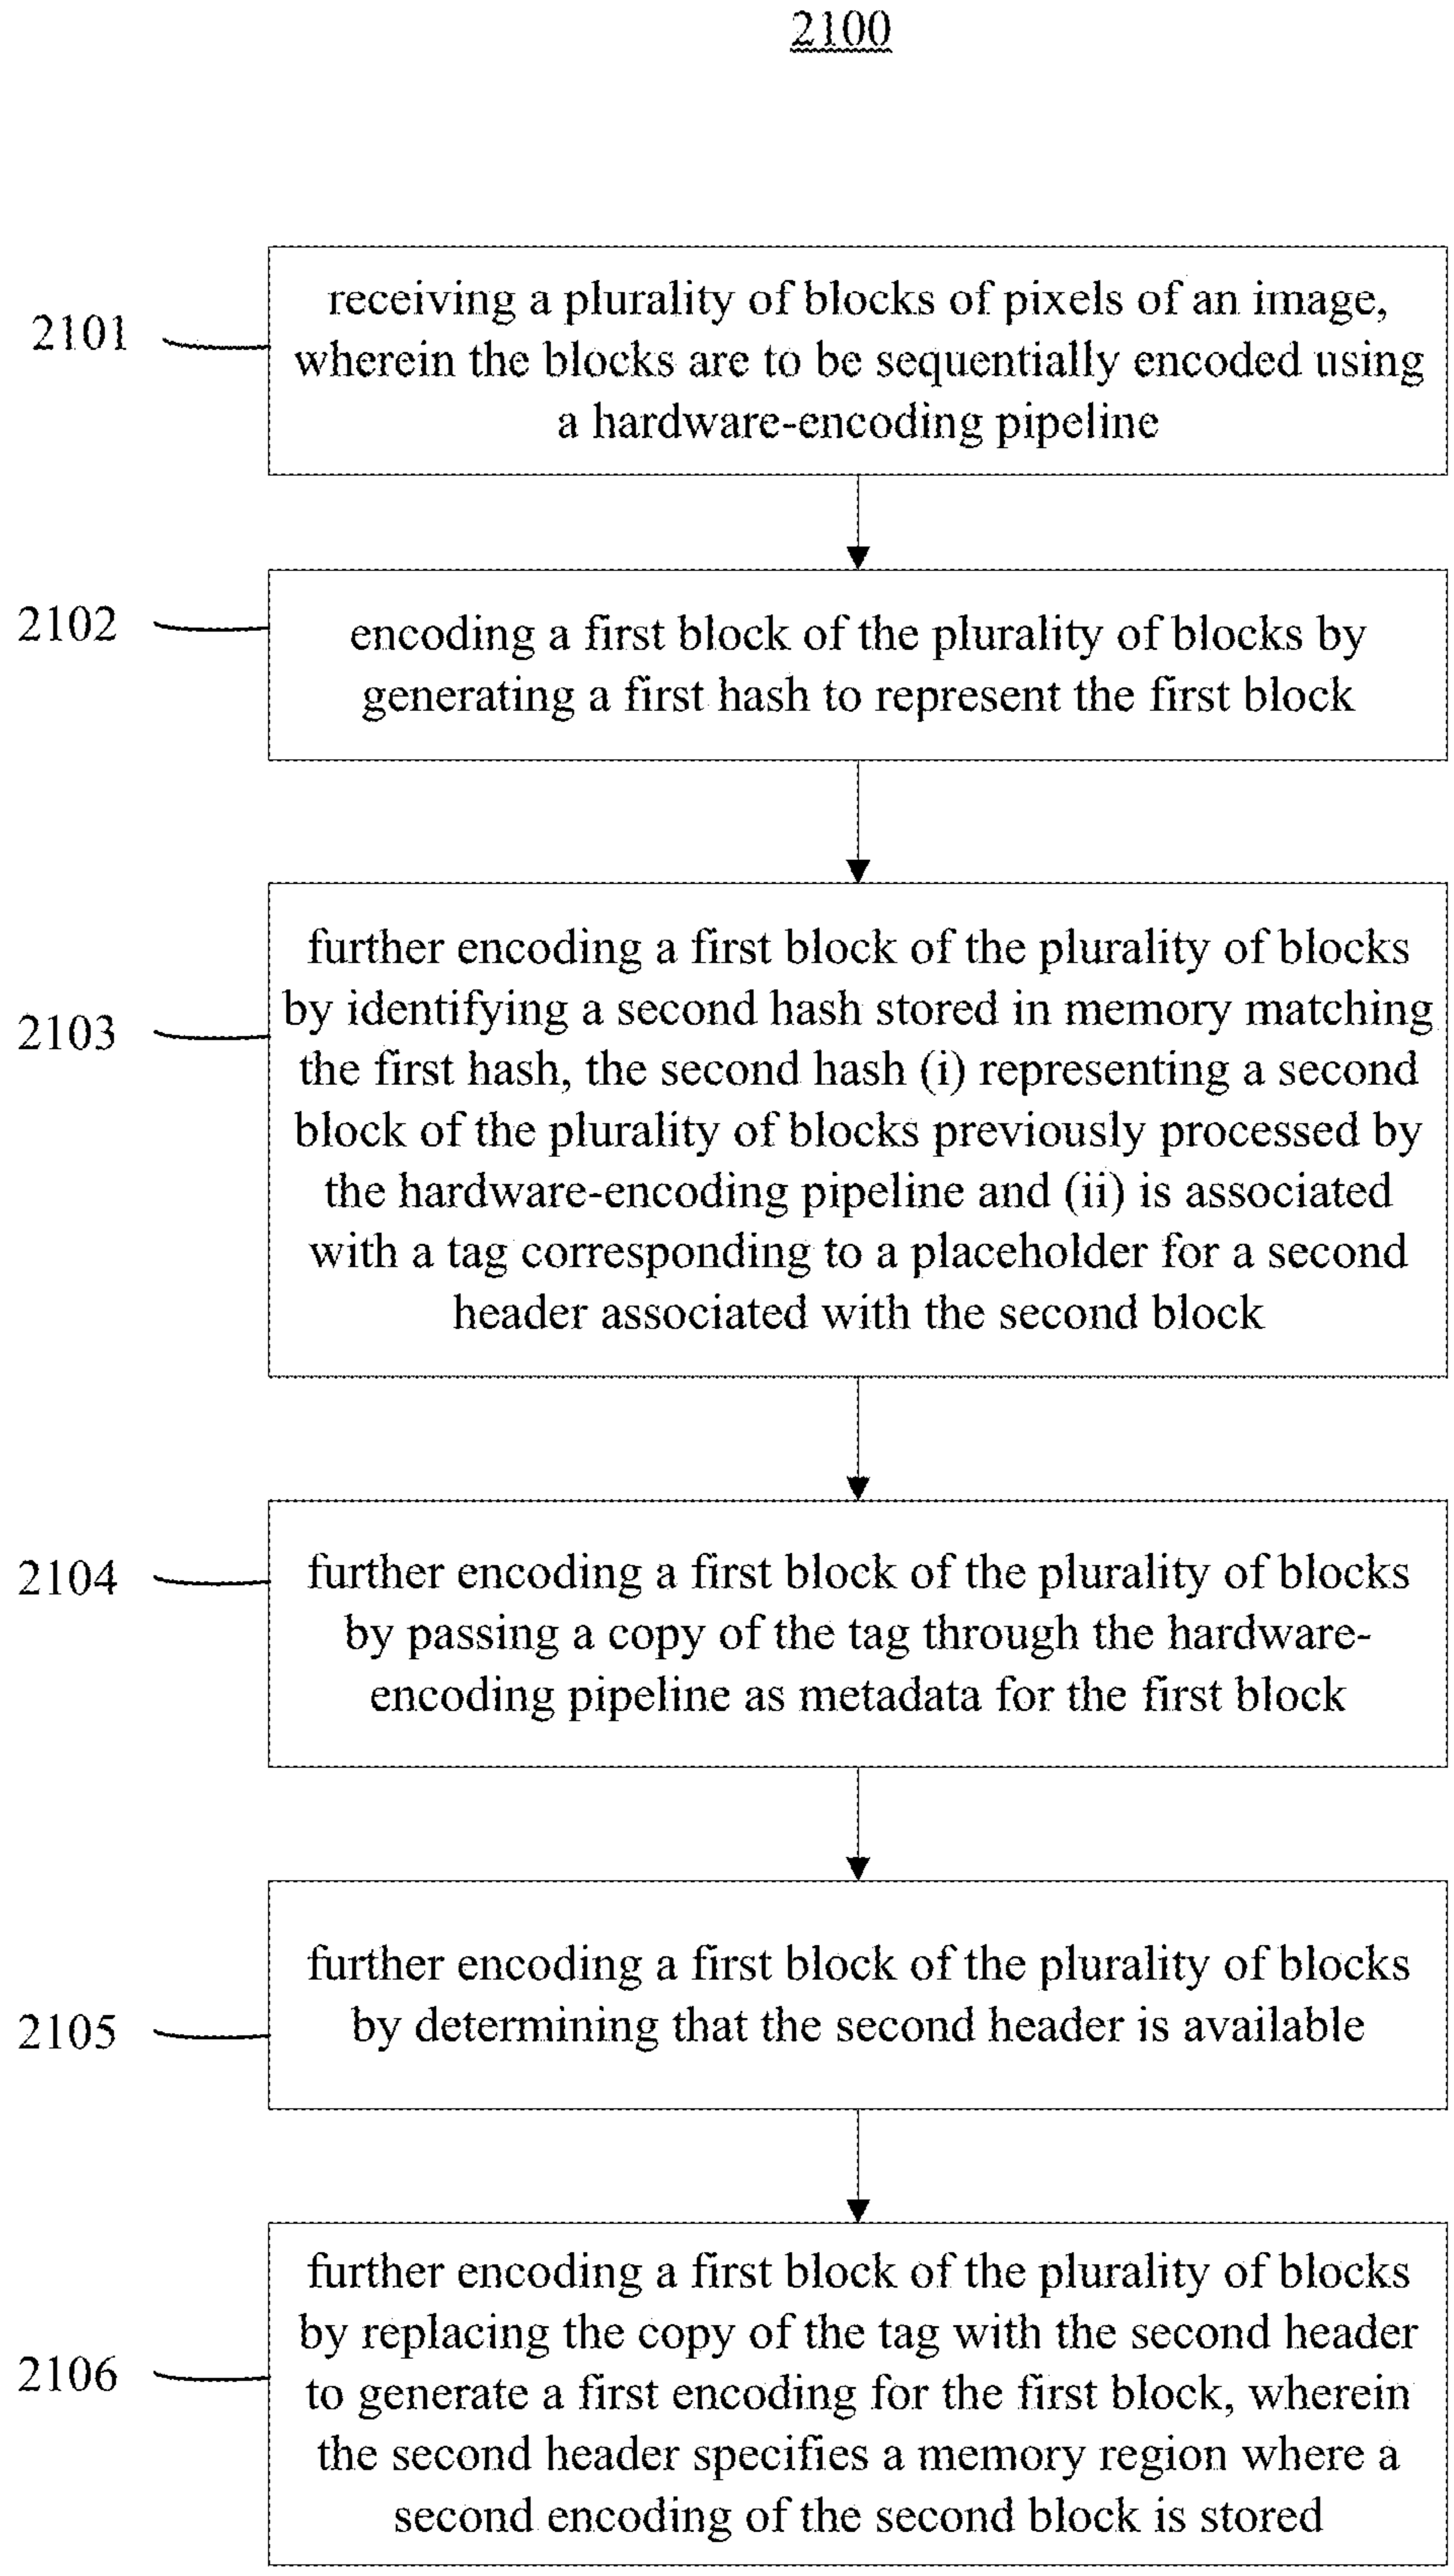 2100
2101
receiving a plurality of blocks of pixels of an image,
wherein the blocks are to be sequentially encoded using
a hardware-encoding pipeline
2102
encoding a first block of the plurality of blocks by
generating a first hash to represent the first block
2103
further encoding a first block of the plurality of blocks
by identifying a second hash stored in memory matching
the first hash, the second hash (i) representing a second
block of the plurality of blocks previously processed by
the hardware-encoding pipeline and (ii) is associated
with a tag corresponding to a placeholder for a second
header associated with the second block
2104
further encoding a first block of the plurality of blocks
by passing a copy of the tag through the hardware-
encoding pipeline as metadata for the first block
2105
further encoding a first block of the plurality of blocks
by determining that the second header is available
2106
further encoding a first block of the plurality of blocks
by replacing the copy of the tag with the second header
to generate a first encoding for the first block, wherein
the second header specifies a memory region where a
second encoding of the second block is stored